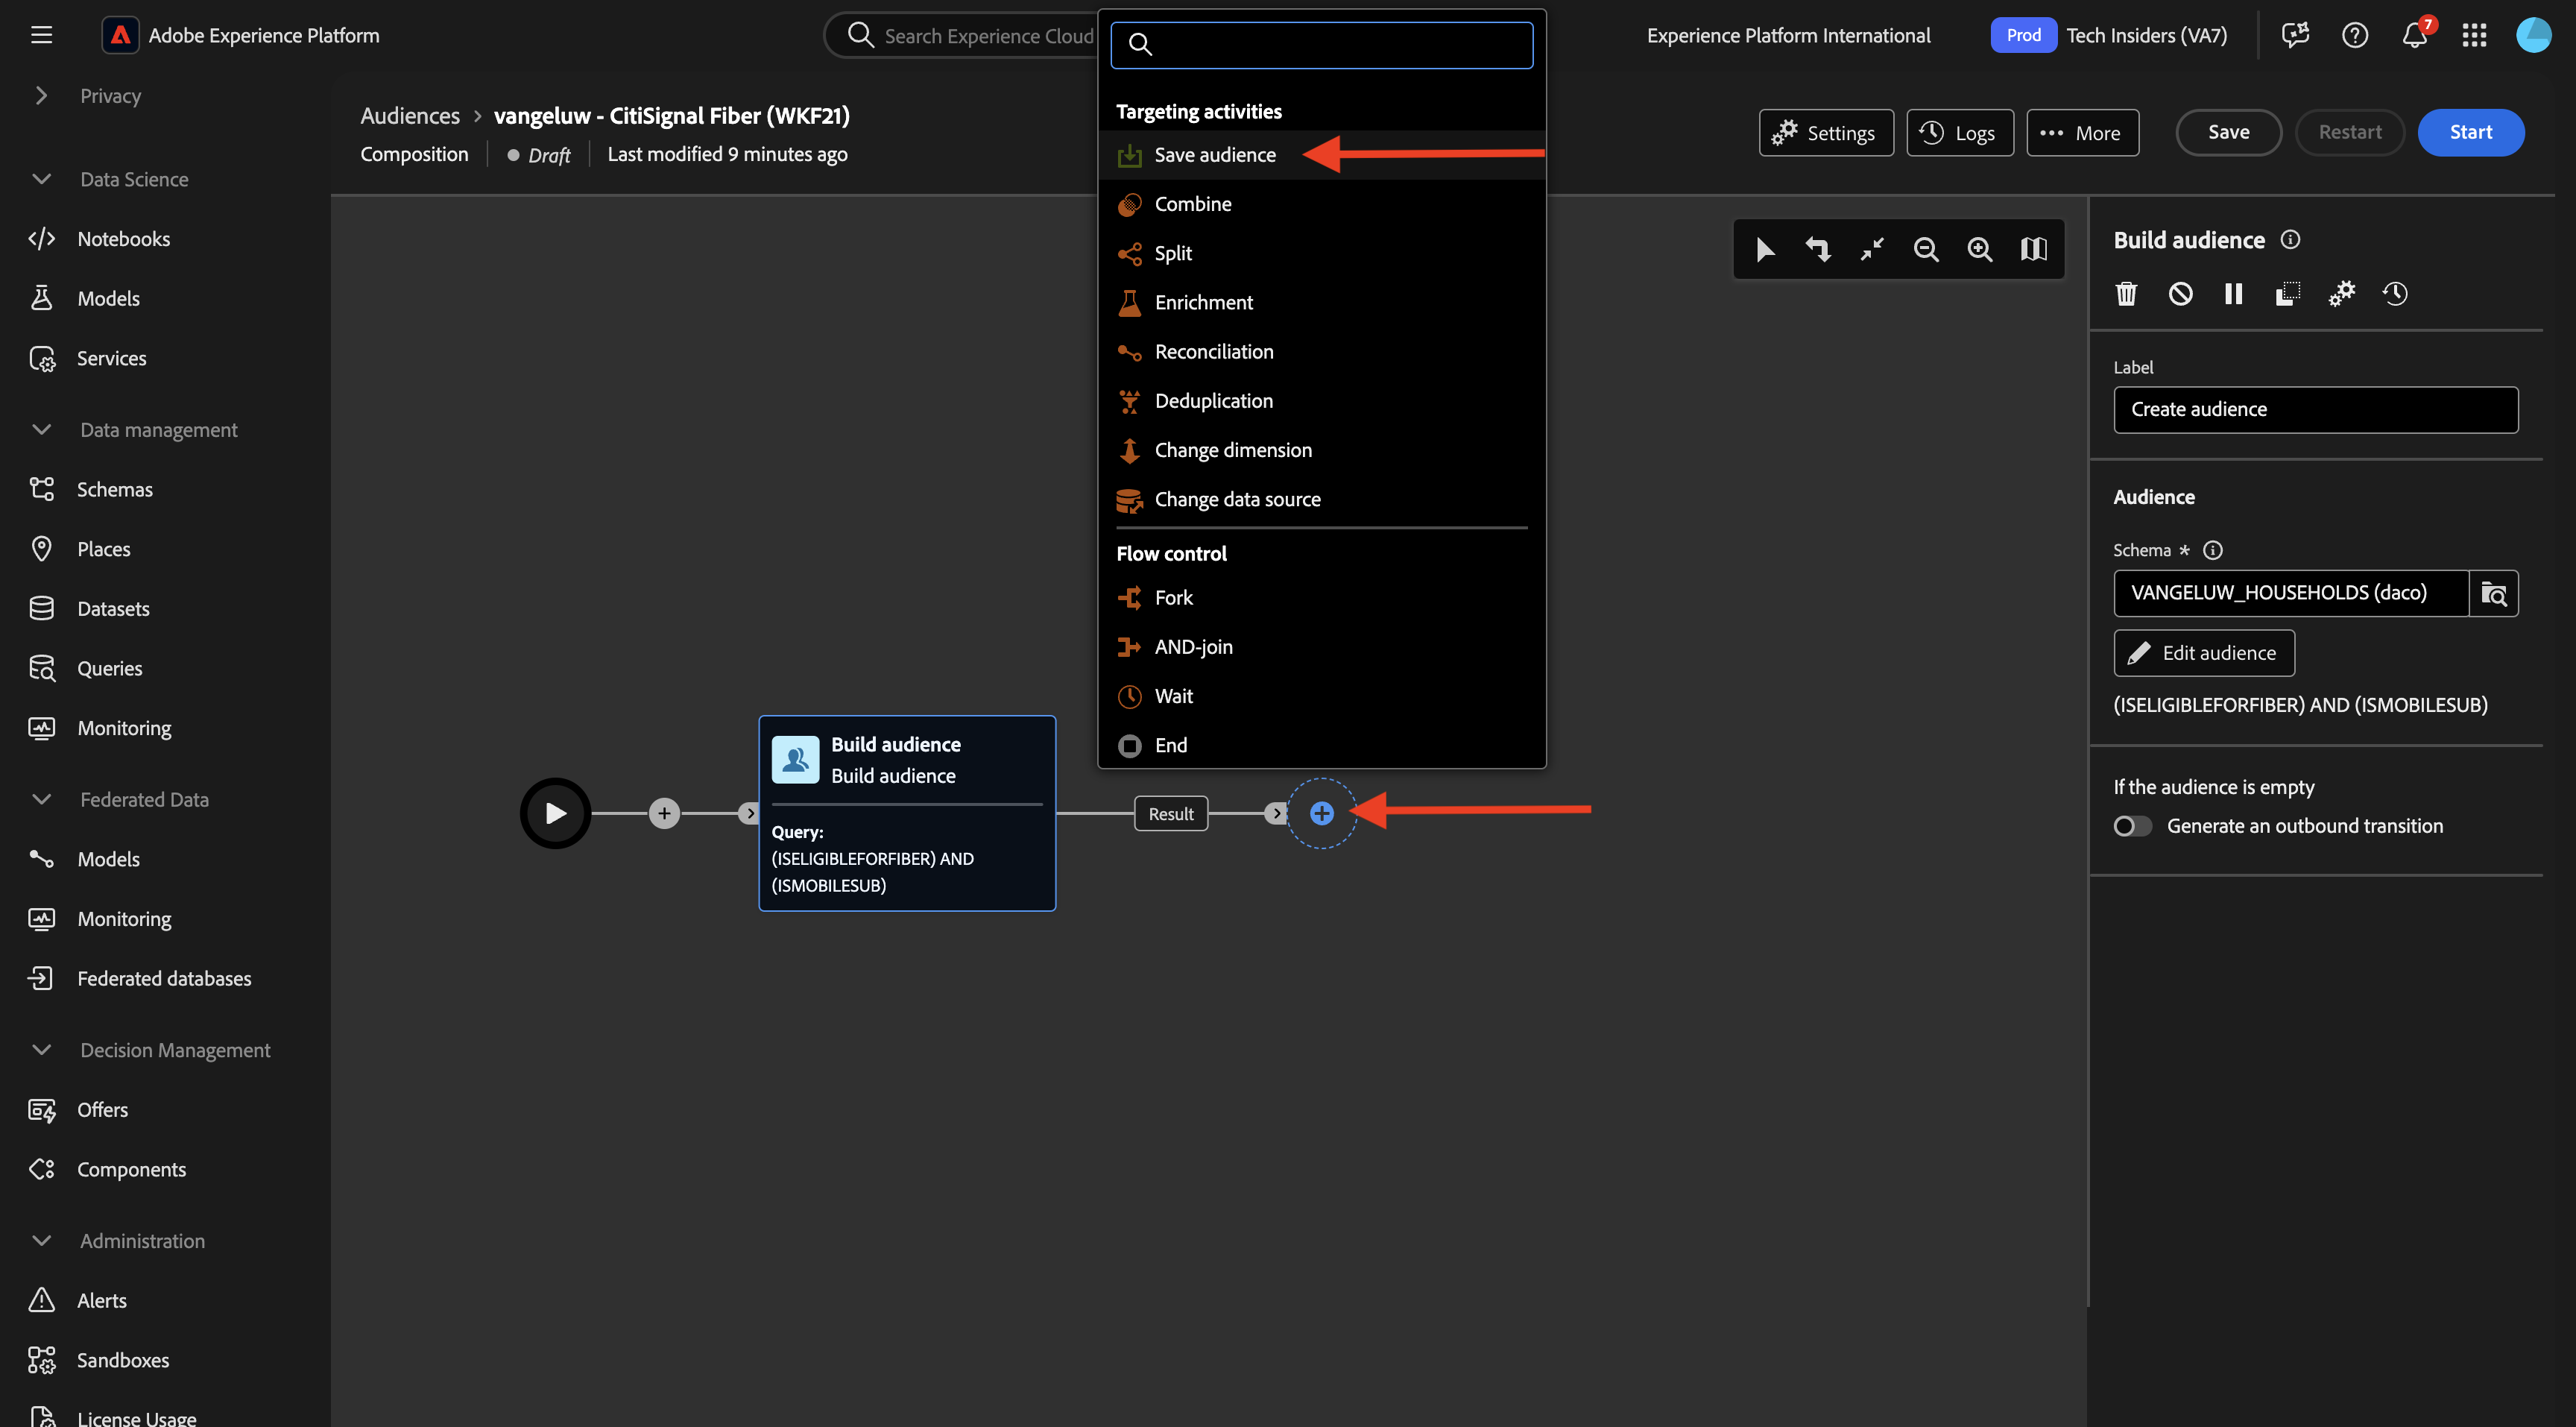 Adobe Experience Platform
Search Experience Cloud
Experience Platform International
Prod
Tech Insiders (VA7)
7
Privacy
Data Science
Notebooks
Models
Services
Data management
Schemas
Places
Datasets
Queries
Monitoring
Federated Data
Models
Monitoring
Federated databases
Decision Management
Offers
Components
Administration
Alerts
Sandboxes
License Usage
Audiences > vangeluw - CitiSignal Fiber (WKF21)
Composition
Draft
Last modified 9 minutes ago
Settings
Logs
More
Save
Restart
Start
Targeting activities
Save audience
Combine
Split
Enrichment
Reconciliation
Deduplication
Change dimension
Change data source
Flow control
Fork
AND-join
Wait
End
Build audience
Build audience
Query:
(ISELIGIBLEFORFIBER) AND
(ISMOBILESUB)
Result
Build audience
Label
Create audience
Audience
Schema *
VANGELUW_HOUSEHOLDS (daco)
Edit audience
(ISELIGIBLEFORFIBER) AND (ISMOBILESUB)
If the audience is empty
Generate an outbound transition